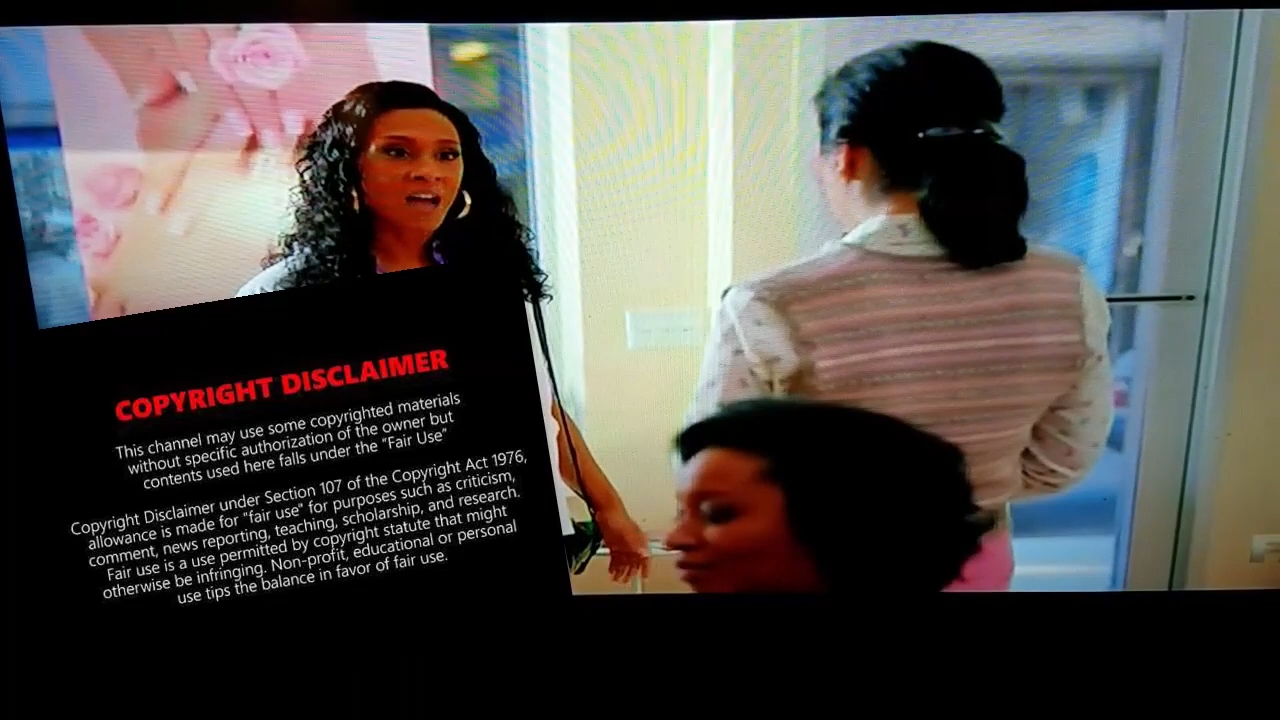 COPYRIGHT DISCLAIMER
This channel may use some copyrighted materials
without specific authorization of the owner but
contents used here falls under the "Fair Use"
Copyright Disclaimer under Section 107 of the Copyright Act 1976,
allowance is made for "fair use" for purposes such as criticism,
comment, news reporting, teaching, scholarship, and research.
Fair use is a use permitted by copyright statute that might
otherwise be infringing. Non-profit, educational or personal
use tips the balance in favor of fair use.